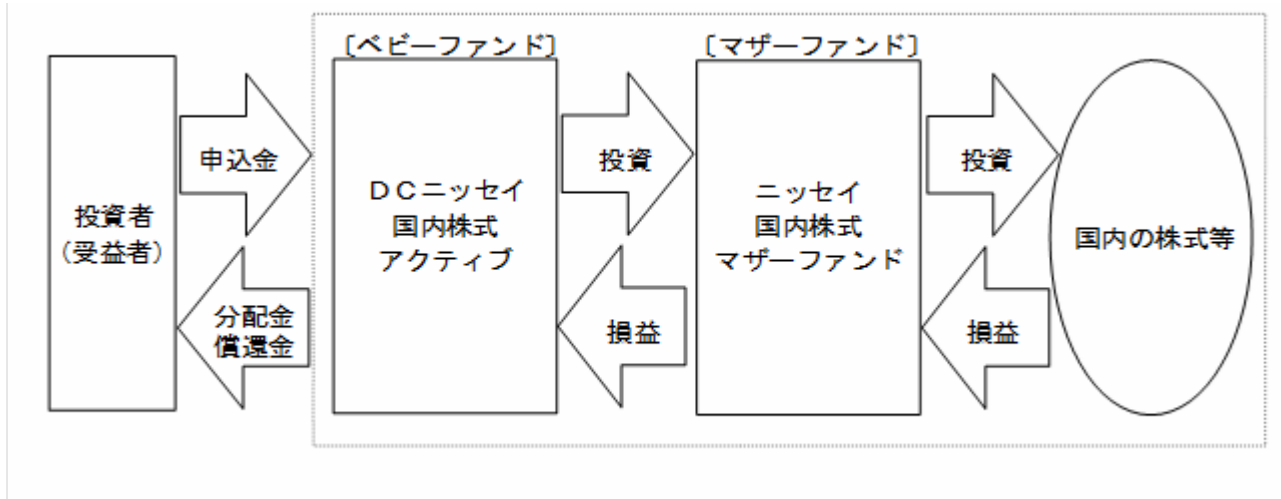 〔ベビーファンド〕
〔マザーファンド〕
投資者
(受益者)
申込金
分配金
償還金
DCニッセイ
国内株式
アクティブ
投資
損益
ニッセイ
国内株式
マザーファンド
投資
損益
国内の株式等